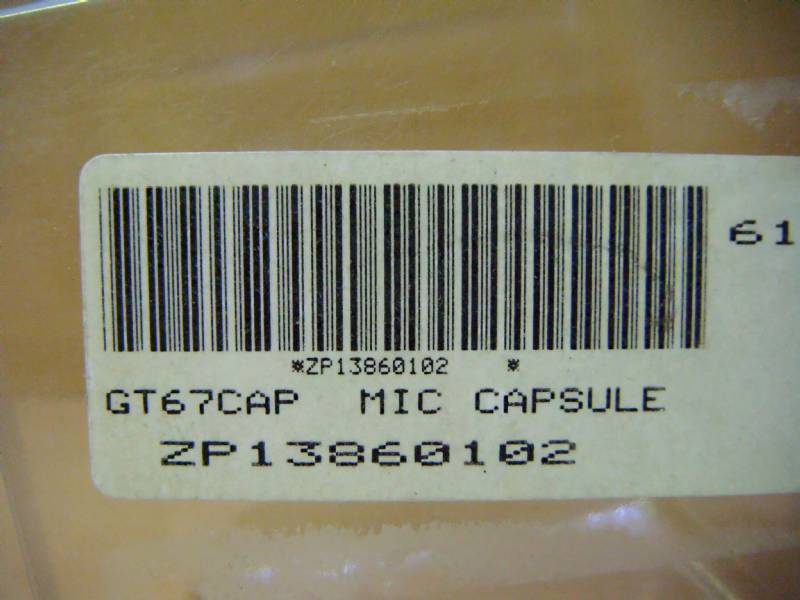 61
*ZP13860102 *
GT67CAP MIC CAPSULE
ZP13860102